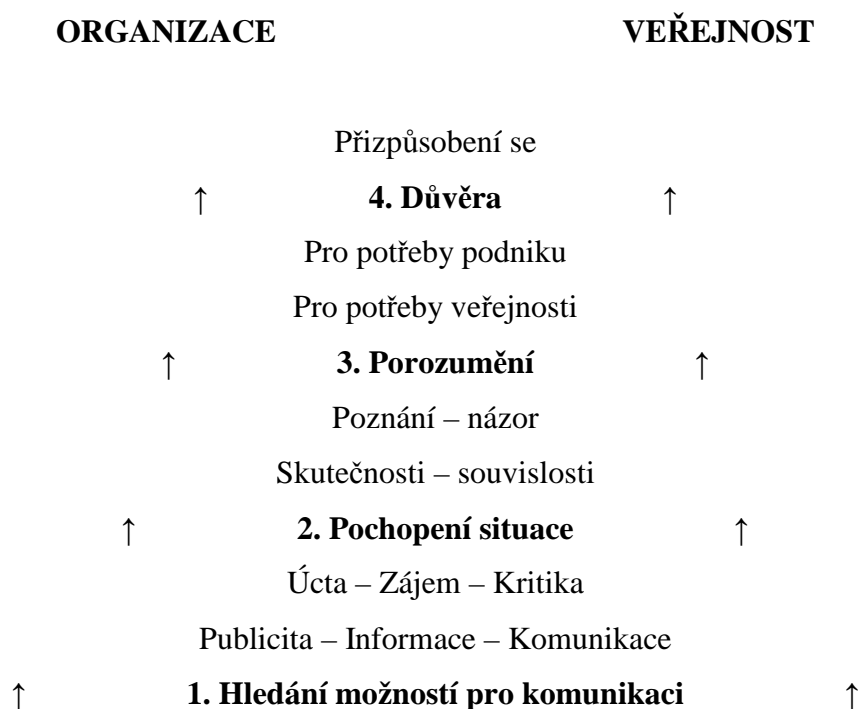 ORGANIZACE VEŘEJNOST
Přizpůsobení se
↑ 4. Důvěra ↑
Pro potřeby podniku
Pro potřeby veřejnosti
↑ 3. Porozumění ↑
Poznání – názor
Skutečnosti – souvislosti
↑ 2. Pochopení situace ↑
Úcta – Zájem – Kritika
Publicita – Informace – Komunikace
↑ 1. Hledání možností pro komunikaci ↑